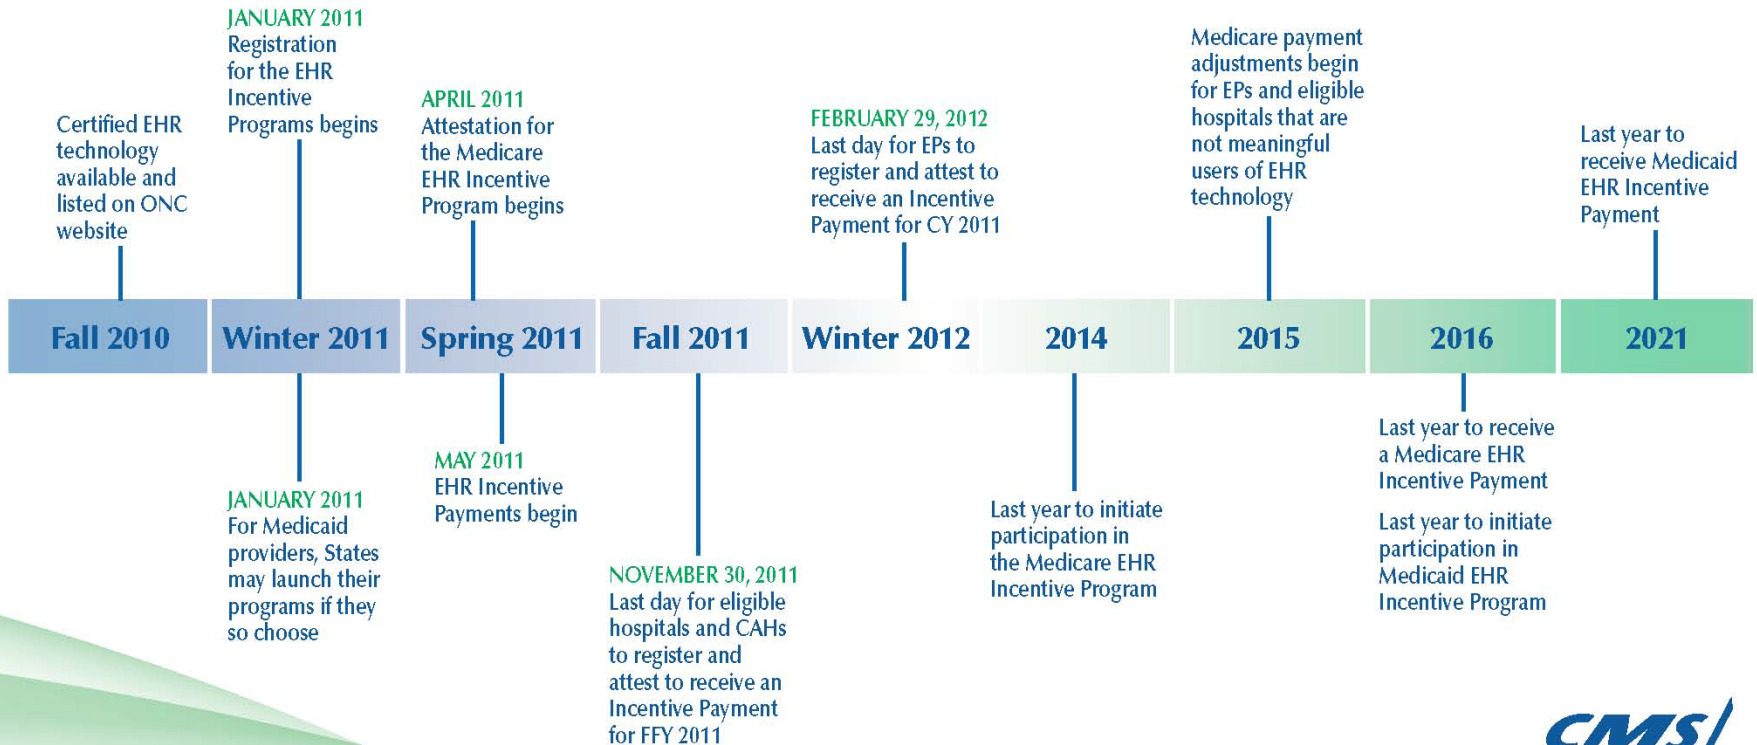 Certified EHR
technology
available and
listed on ONC
website
JANUARY 2011
Registration
for the EHR
Incentive
Programs begins
APRIL 2011
Attestation for
the Medicare
EHR Incentive
Program begins
FEBRUARY 29, 2012
Last day for EPs to
register and attest to
receive an Incentive
Payment for CY 2011
Medicare payment
adjustments begin
for EPs and eligible
hospitals that are
not meaningful
users of EHR
technology
Last year to
receive Medicaid
EHR Incentive
Payment
Fall 2010
Winter 2011
Spring 2011
Fall 2011
Winter 2012
2014
2015
2016
2021
JANUARY 2011
For Medicaid
providers, States
may launch their
programs if they
so choose
MAY 2011
EHR Incentive
Payments begin
NOVEMBER 30, 2011
Last day for eligible
hospitals and CAHs
to register and
attest to receive an
Incentive Payment
for FFY 2011
Last year to initiate
participation in
the Medicare EHR
Incentive Program
Last year to receive
a Medicare EHR
Incentive Payment
Last year to initiate
participation in
Medicaid EHR
Incentive Program
CMS